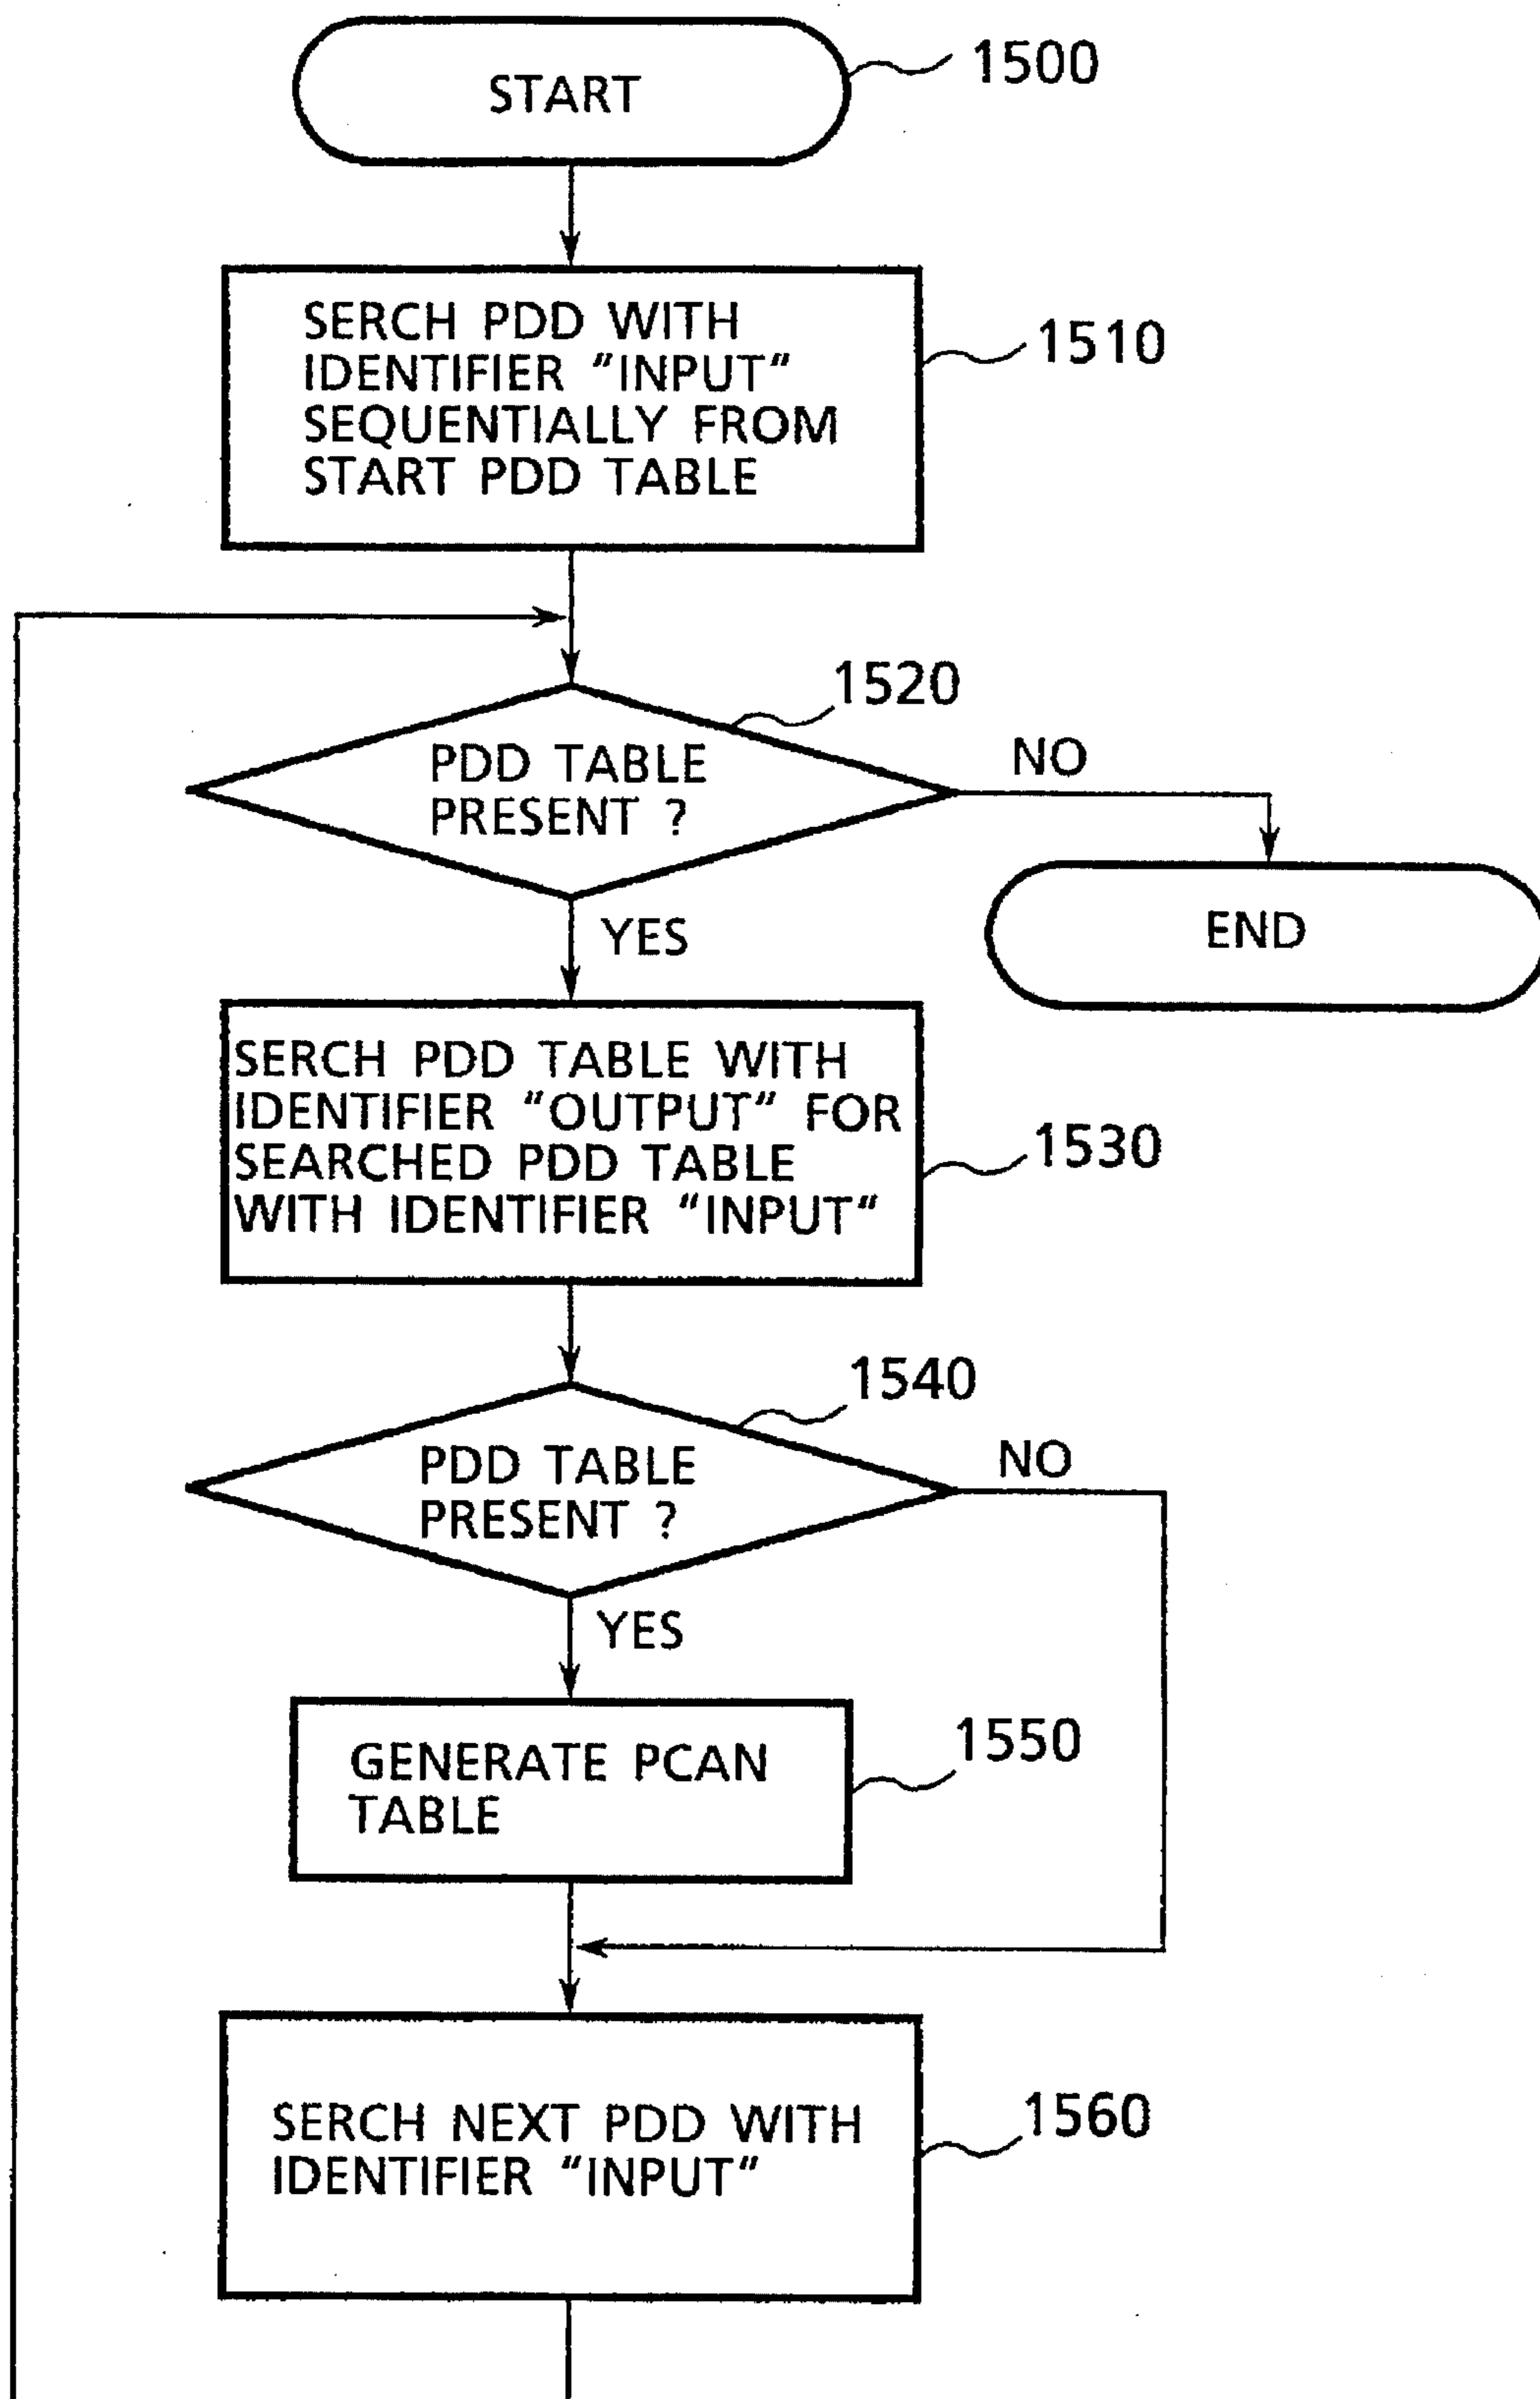 START
1500
SERCH PDD WITH
IDENTIFIER "INPUT"
SEQUENTIALLY FROM
START PDD TABLE
1510
1520
PDD TABLE
PRESENT ?
NO
END
YES
SERCH PDD TABLE WITH
IDENTIFIER "OUTPUT" FOR
SEARCHED PDD TABLE
WITH IDENTIFIER "INPUT"
1530
1540
PDD TABLE
PRESENT ?
NO
YES
GENERATE PCAN
TABLE
1550
SERCH NEXT PDD WITH
IDENTIFIER "INPUT"
1560